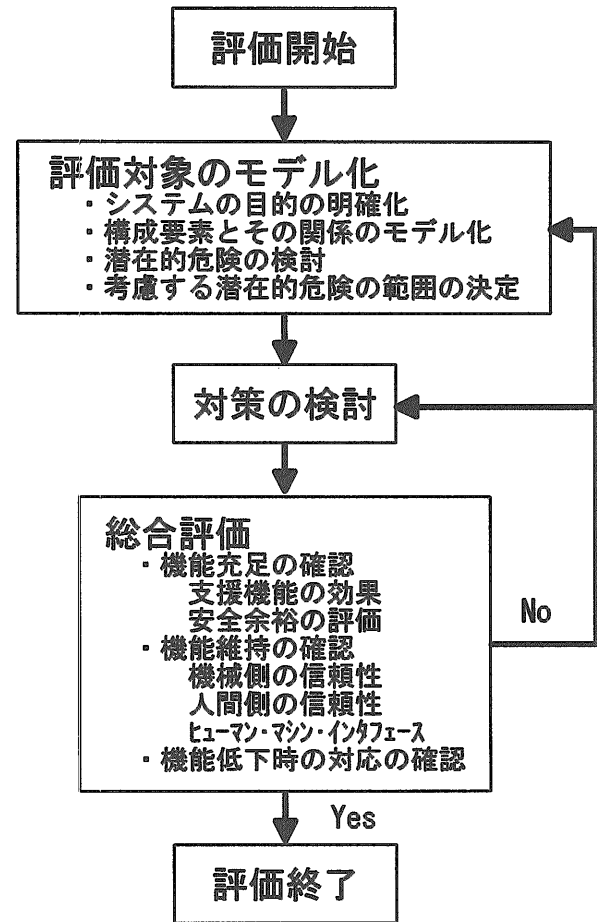 評価開始
評価対象のモデル化
・システムの目的の明確化
・構成要素とその関係のモデル化
・潜在的危険の検討
・考慮する潜在的危険の範囲の決定
対策の検討
総合評価
・機能充足の確認
支援機能の効果
安全余裕の評価
・機能維持の確認
機械側の信頼性
人間側の信頼性
ヒューマン・マシン・インタフェース
・機能低下時の対応の確認
No
Yes
評価終了